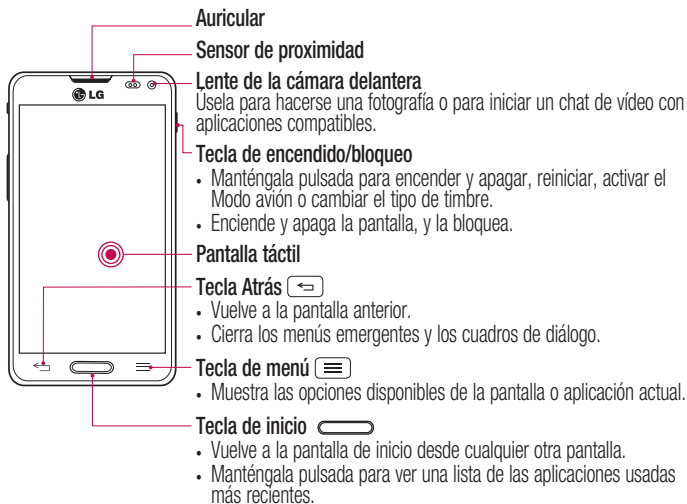 Auricular
Sensor de proximidad
Lente de la cámara delantera
Úsela para hacerse una fotografía o para iniciar un chat de vídeo con
aplicaciones compatibles.
LG
Tecla de encendido/bloqueo
• Manténgala pulsada para encender y apagar, reiniciar, activar el
Modo avión o cambiar el tipo de timbre.
• Enciende y apaga la pantalla, y la bloquea.
Pantalla táctil
Tecla Atrás
• Vuelve a la pantalla anterior.
• Cierra los menús emergentes y los cuadros de diálogo.
Tecla de menú
• Muestra las opciones disponibles de la pantalla o aplicación actual.
Tecla de inicio
• Vuelve a la pantalla de inicio desde cualquier otra pantalla.
• Manténgala pulsada para ver una lista de las aplicaciones usadas
más recientes.